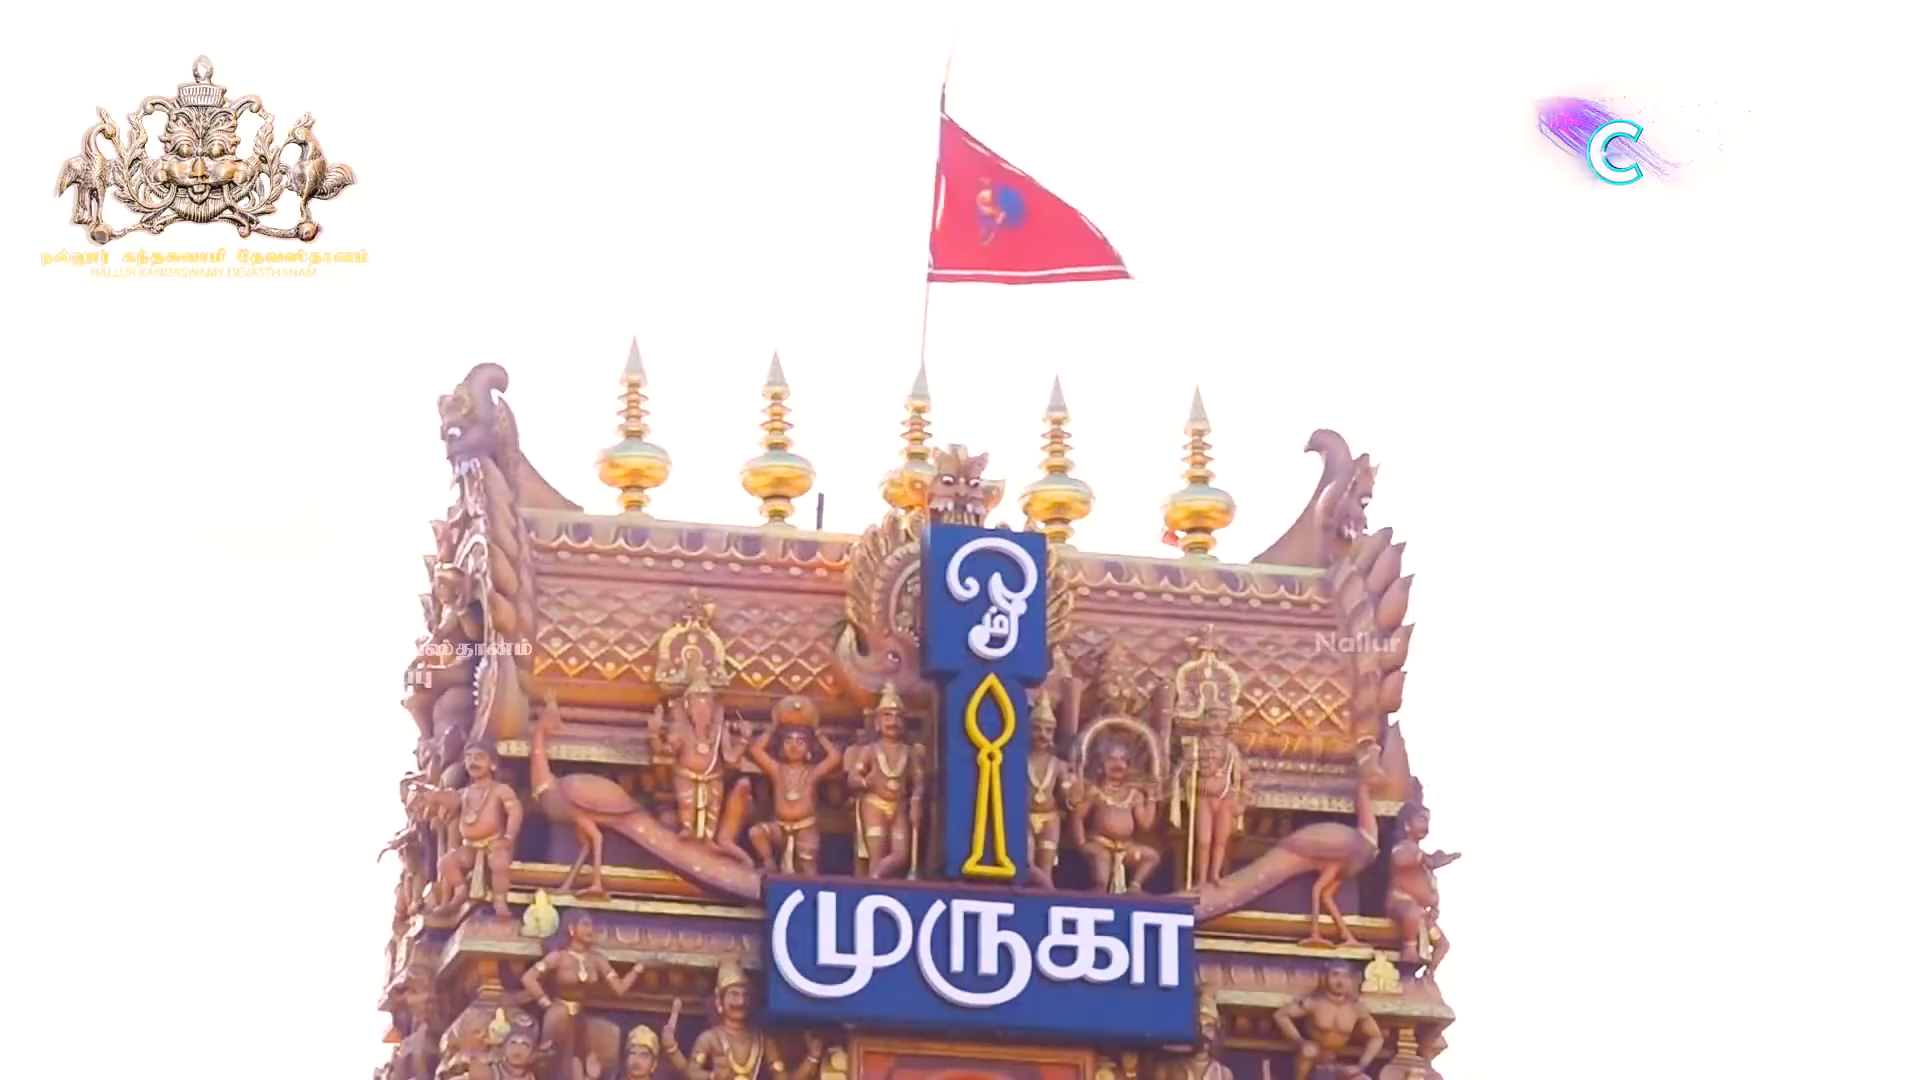 நல்லூர் கந்தசுவாமி தேவஸ்தானம்
NALLUR KANDASWAMY DEVASTHANAM
C
ஓம்
Nallur
முருகா